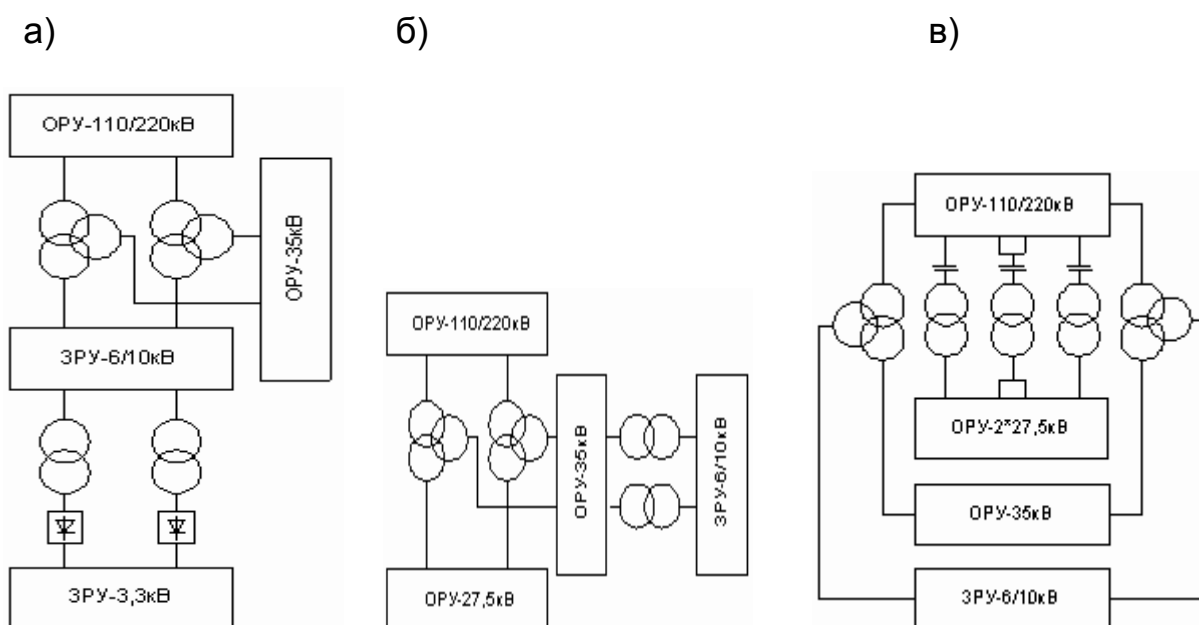 а)
б)
в)
ОРУ-110/220кВ
ОРУ-35кВ
ЗРУ-6/10кВ
ЗРУ-3,3кВ
ОРУ-110/220кВ
ОРУ-35кВ
ЗРУ-6/10кВ
ОРУ-27,5кВ
ОРУ-110/220кВ
ОРУ-2*27,5кВ
ОРУ-35кВ
ЗРУ-6/10кВ